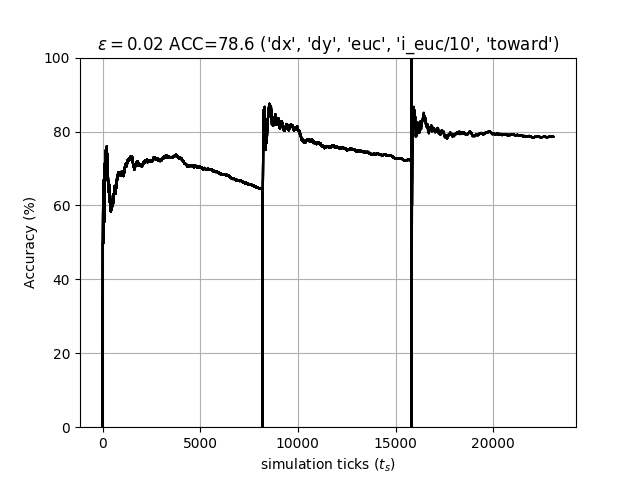 ε = 0.02 ACC=78.6 ('dx', 'dy', 'euc', 'i_euc/10', 'toward')
100
80
60
40
20
0
Accuracy (%)
0 5000 10000 15000 20000
simulation ticks (tₛ)